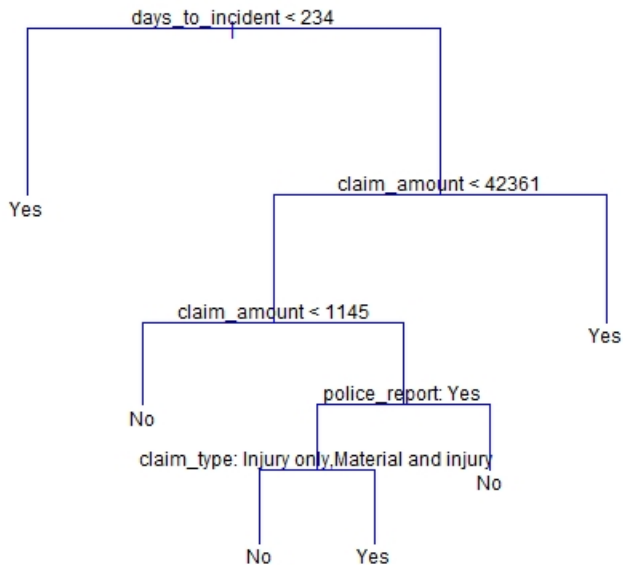 days_to_incident < 234
claim_amount < 42361
Yes
claim_amount < 1145
Yes
police_report: Yes
No
claim_type: Injury only,Material and injury
No
No
Yes